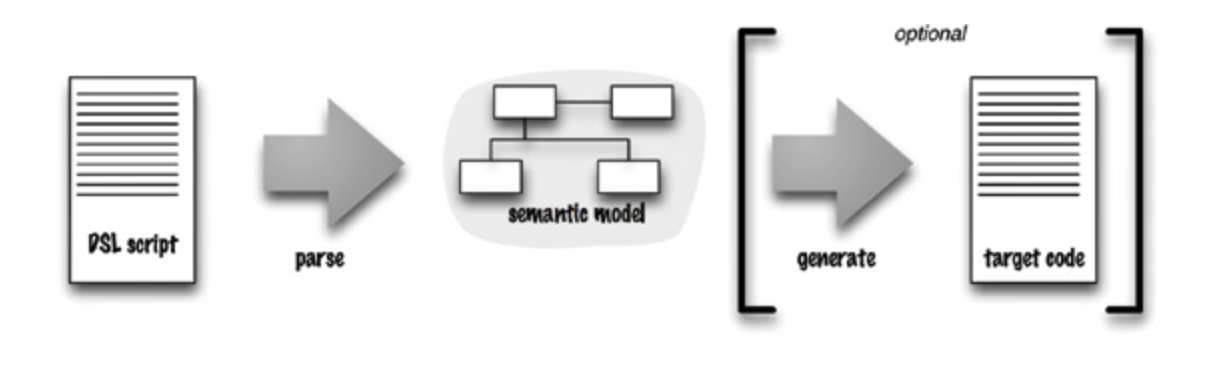 optional
DSL script
parse
semantic model
generate
target code